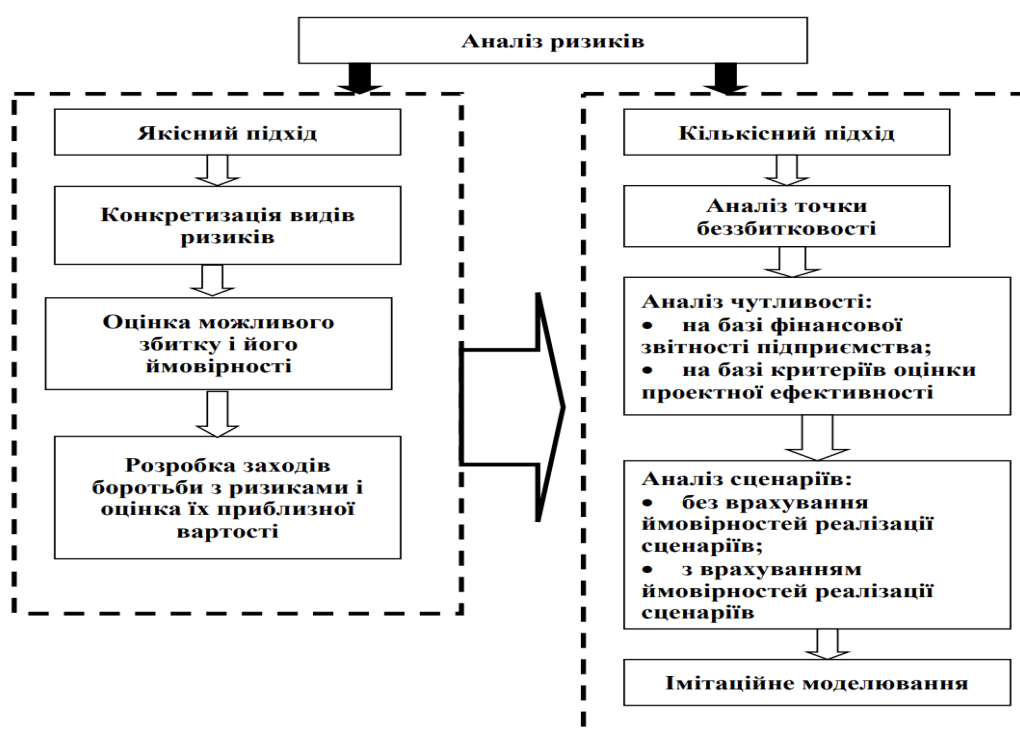 Аналіз ризиків
Якісний підхід
Конкретизація видів
ризиків
Оцінка можливого
збитку і його
ймовірності
Розробка заходів
боротьби з ризиками і
оцінка їх приблизної
вартості
Кількісний підхід
Аналіз точки
беззбитковості
Аналіз чутливості:
• на базі фінансової
звітності підприємства;
• на базі критеріїв оцінки
проектної ефективності
Аналіз сценаріїв:
• без врахування
ймовірностей реалізації
сценаріїв;
• з врахуванням
ймовірностей реалізації
сценаріїв
Імітаційне моделювання